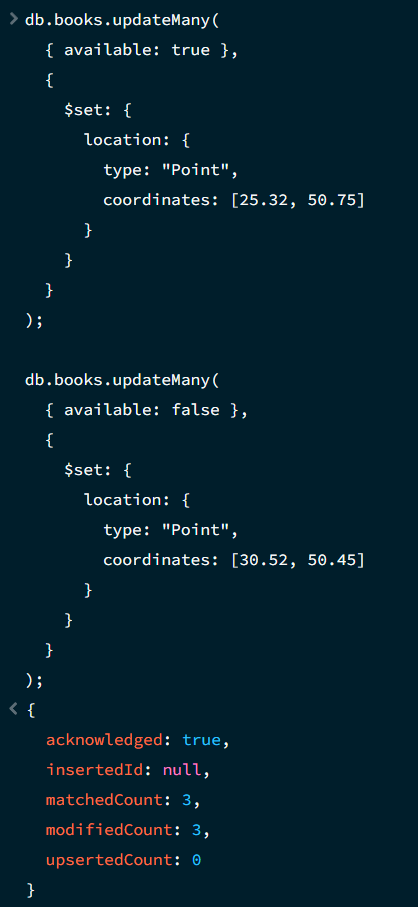 > db.books.updateMany(
  { available: true },
  {
    $set: {
      location: {
        type: "Point",
        coordinates: [25.32, 50.75]
      }
    }
  }
);

db.books.updateMany(
  { available: false },
  {
    $set: {
      location: {
        type: "Point",
        coordinates: [30.52, 50.45]
      }
    }
  }
);
< {
  acknowledged: true,
  insertedId: null,
  matchedCount: 3,
  modifiedCount: 3,
  upsertedCount: 0
}